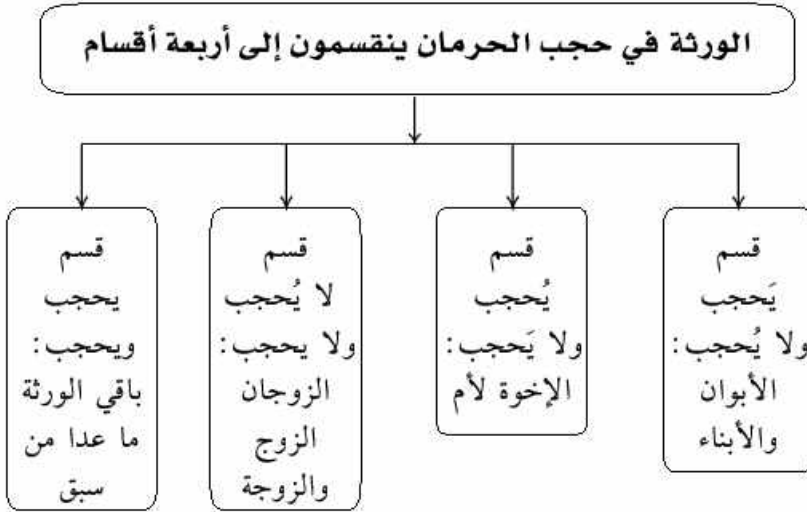 الورثة في حجب الحرمان ينقسمون إلى أربعة أقسام
قسم
يَحجب
ولا يُحجب:
الأبوان
والأبناء
قسم
يُحجب
ولا يَحجب:
الإخوة لأم
قسم
لا يُحجب
ولا يحجب:
الزوجان
الزوج
والزوجة
قسم
يحجب
ويحجب:
باقي الورثة
ما عدا من
سبق